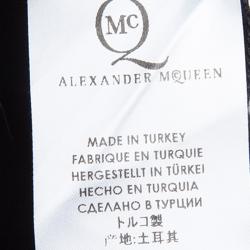 McQ
ALEXANDER McQUEEN
MADE IN TURKEY
FABRIQUE EN TURQUIE
HERGESTELLT IN TÜRKEI
HECHO EN TURQUIA
СДЕЛАНО В ТУРЦИИ
トルコ製
产地:土耳其